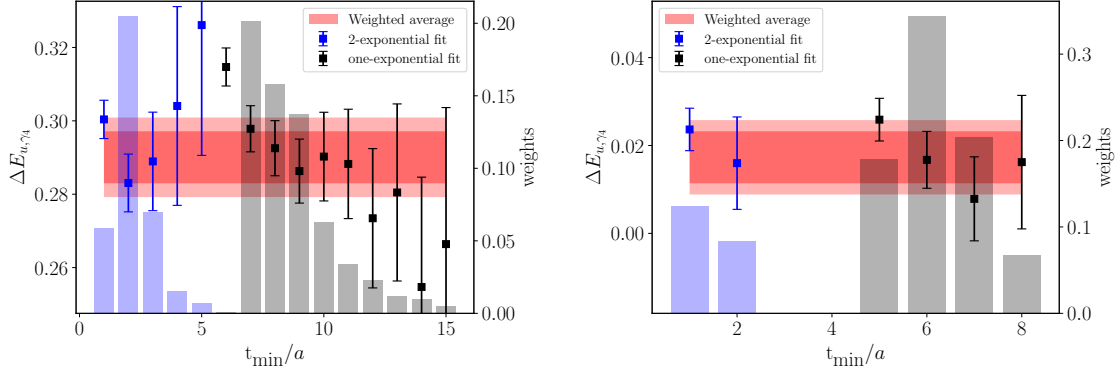 Weighted average
2-exponential fit
one-exponential fit
0.32
0.30
0.28
0.26
ΔE_{u,γ_4}
0.20
0.15
0.10
0.05
0.00
weights
0 5 10 15
t_min/a
Weighted average
2-exponential fit
one-exponential fit
0.04
0.02
0.00
ΔE_{u,γ_4}
0.3
0.2
0.1
0.0
weights
2 4 6 8
t_min/a